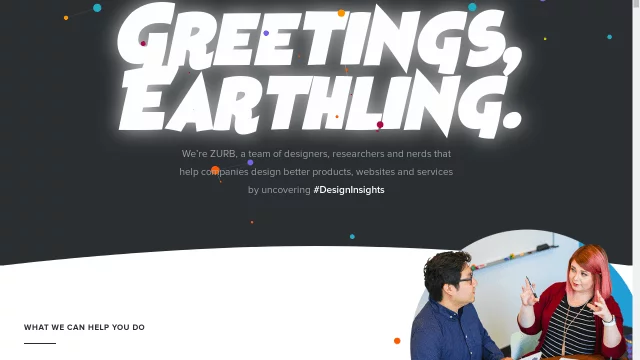 GREETINGS,
EARTHLING.
We're ZURB, a team of designers, researchers and nerds that
help companies design better products, websites and services
by uncovering #DesignInsights
WHAT WE CAN HELP YOU DO